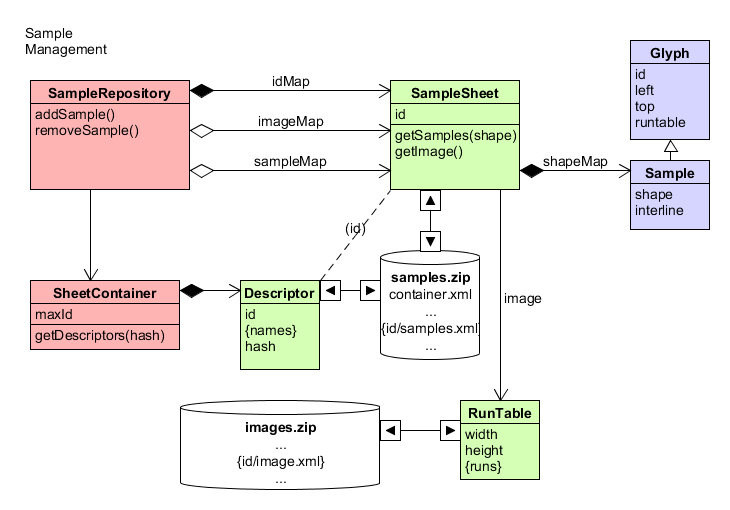 Sample
Management
SampleRepository
addSample()
removeSample()
idMap
imageMap
sampleMap
SampleSheet
id
getSamples(shape)
getImage()
shapeMap
Glyph
id
left
top
runtable
Sample
shape
interline
(id)
SheetContainer
maxId
getDescriptors(hash)
Descriptor
id
{names}
hash
samples.zip
container.xml
...
{id/samples.xml}
...
image
images.zip
...
{id/image.xml}
...
RunTable
width
height
{runs}